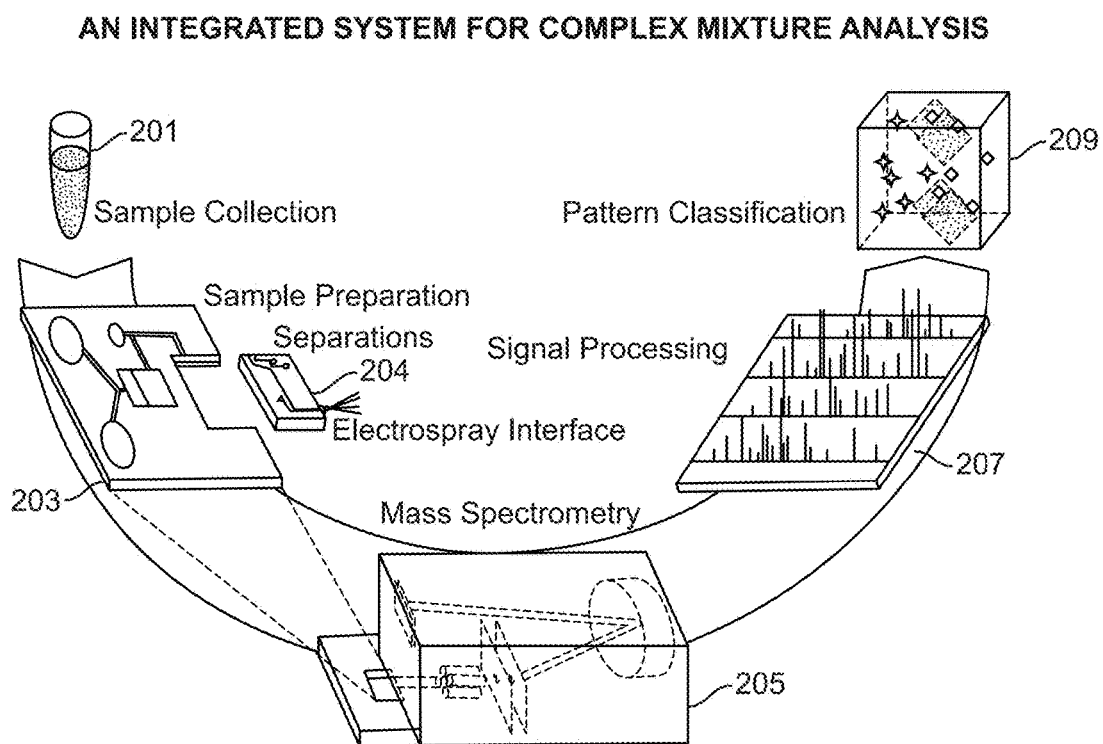 AN INTEGRATED SYSTEM FOR COMPLEX MIXTURE ANALYSIS
201
Sample Collection
209
Pattern Classification
Sample Preparation
Separations
204
Electrospray Interface
Signal Processing
203
207
Mass Spectrometry
205